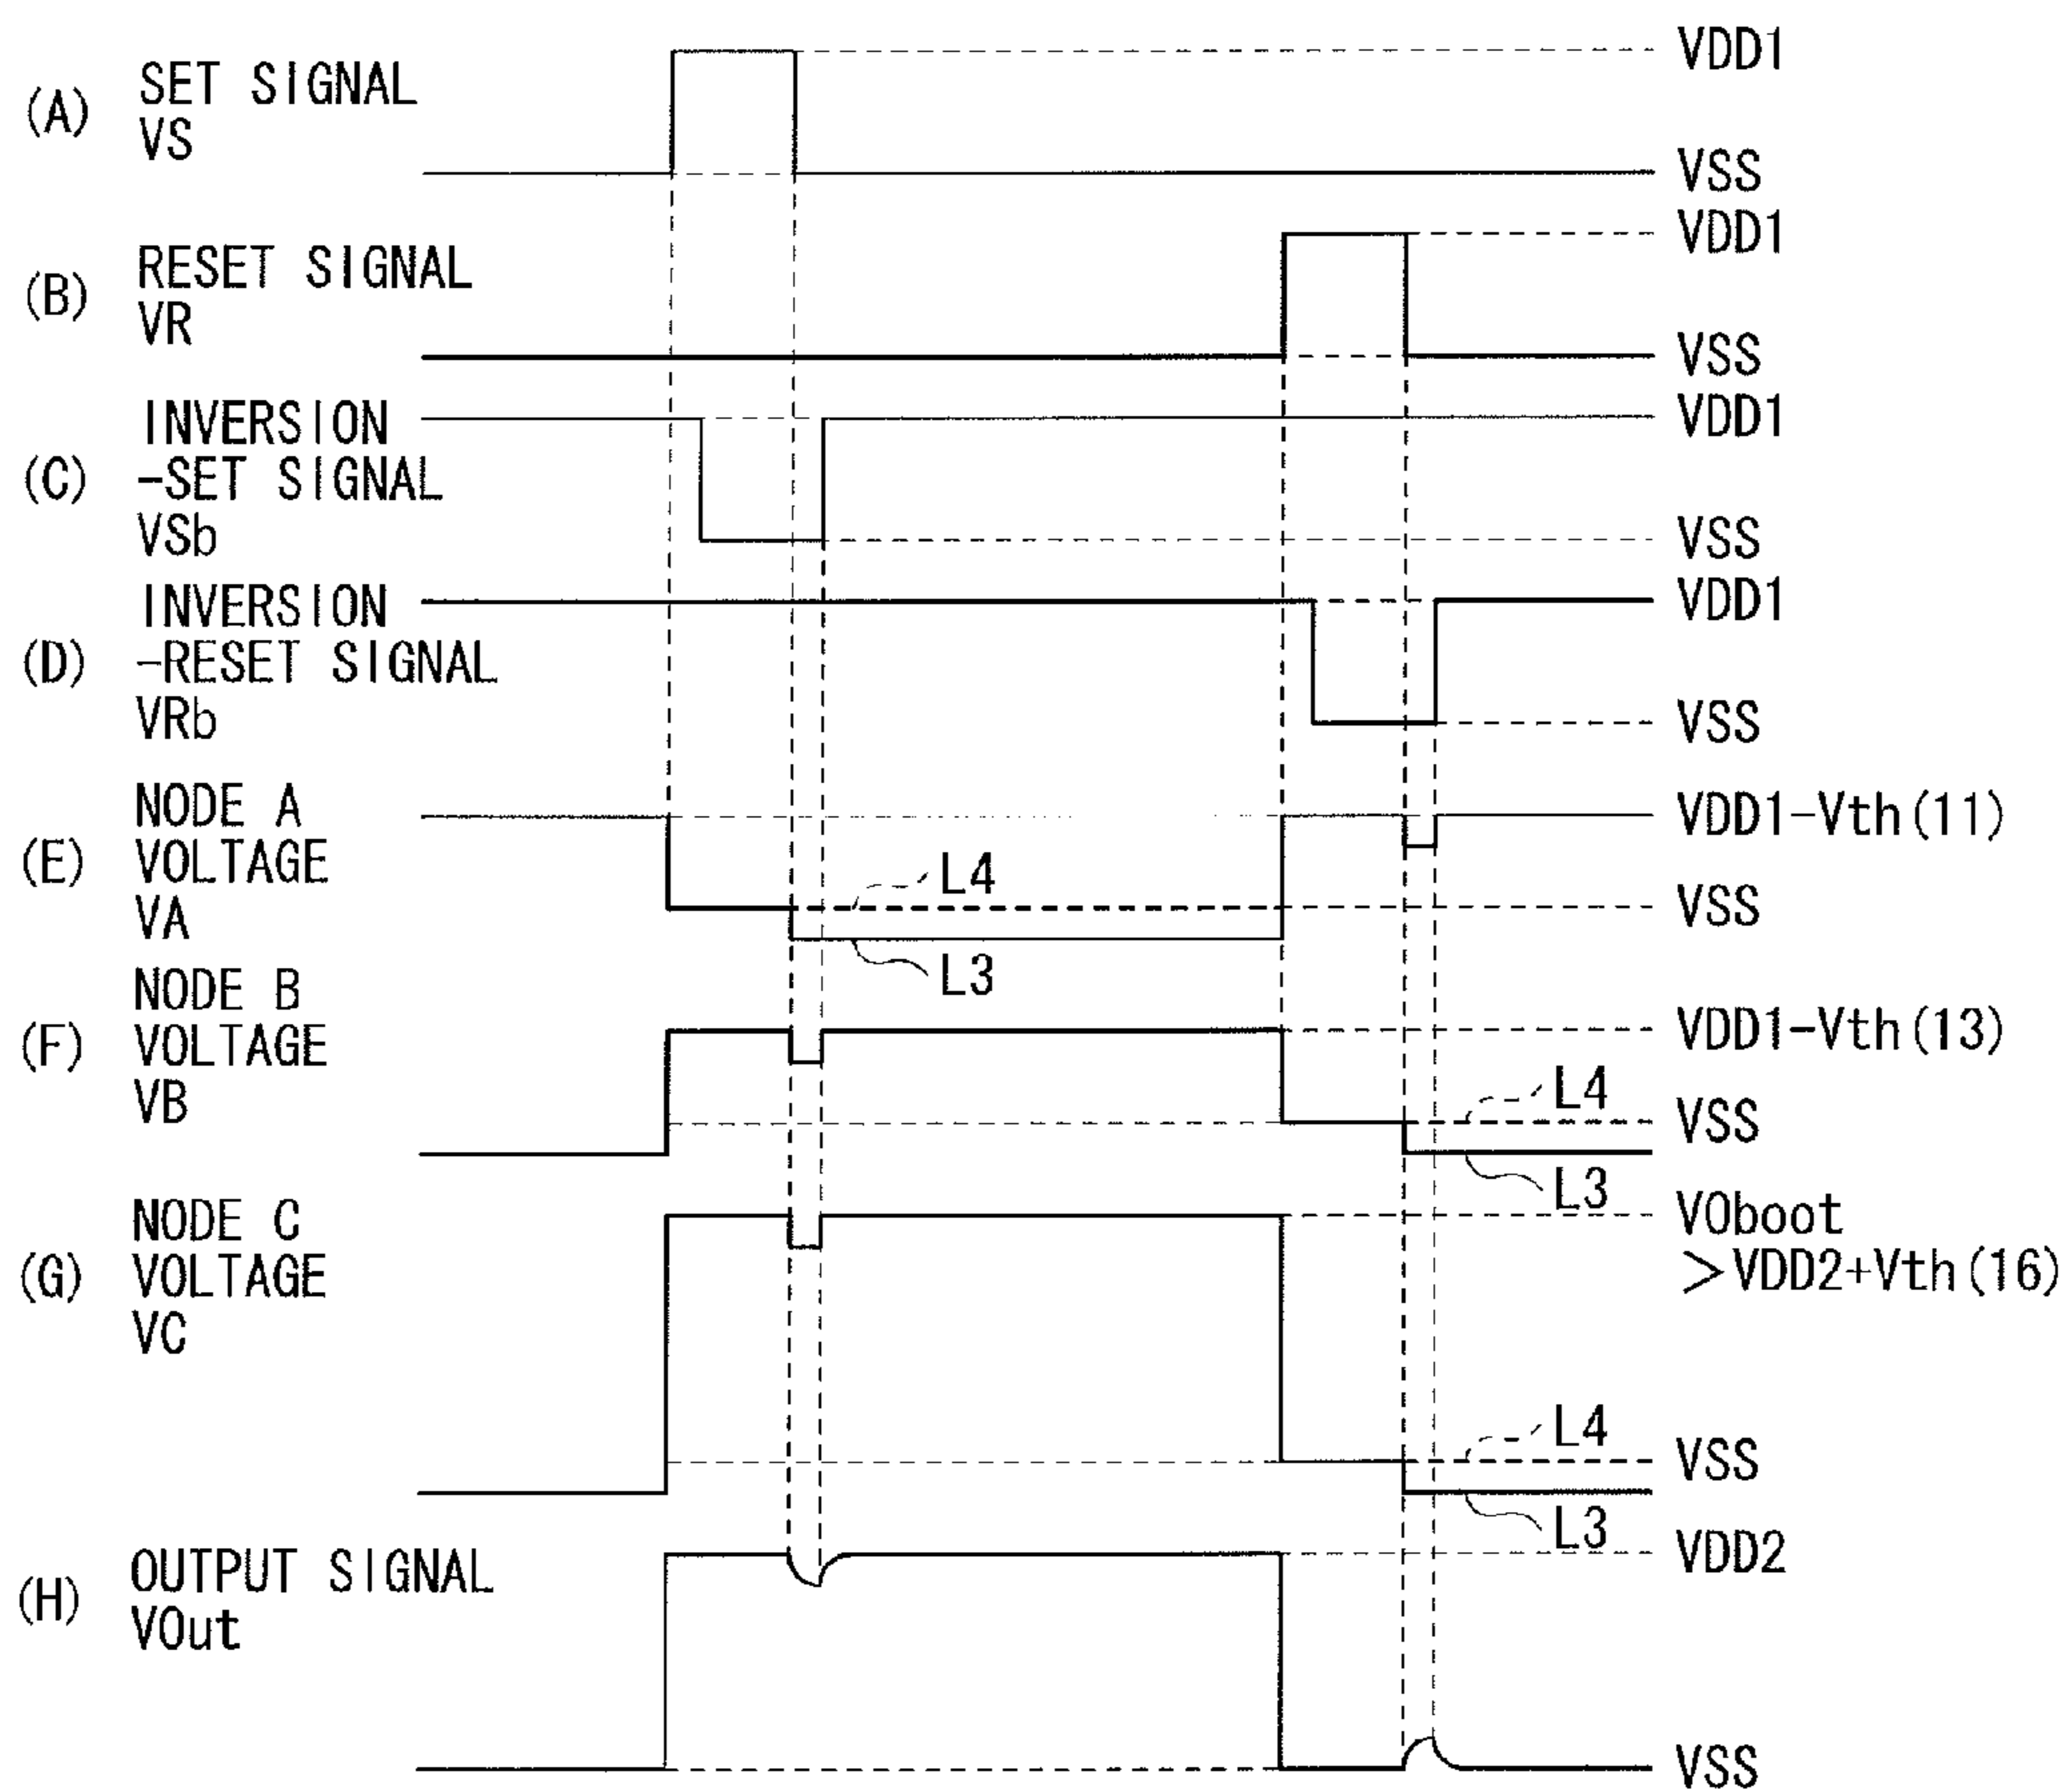 (A) SET SIGNAL
VS
VDD1
VSS
(B) RESET SIGNAL
VR
VDD1
VSS
(C) INVERSION
-SET SIGNAL
VSb
VDD1
VSS
(D) INVERSION
-RESET SIGNAL
VRb
VDD1
VSS
(E) NODE A
VOLTAGE
VA
VDD1-Vth(11)
L4
VSS
L3
(F) NODE B
VOLTAGE
VB
VDD1-Vth(13)
L4
VSS
L3
(G) NODE C
VOLTAGE
VC
VOboot
>VDD2+Vth(16)
L4
VSS
L3
(H) OUTPUT SIGNAL
VOut
VDD2
VSS